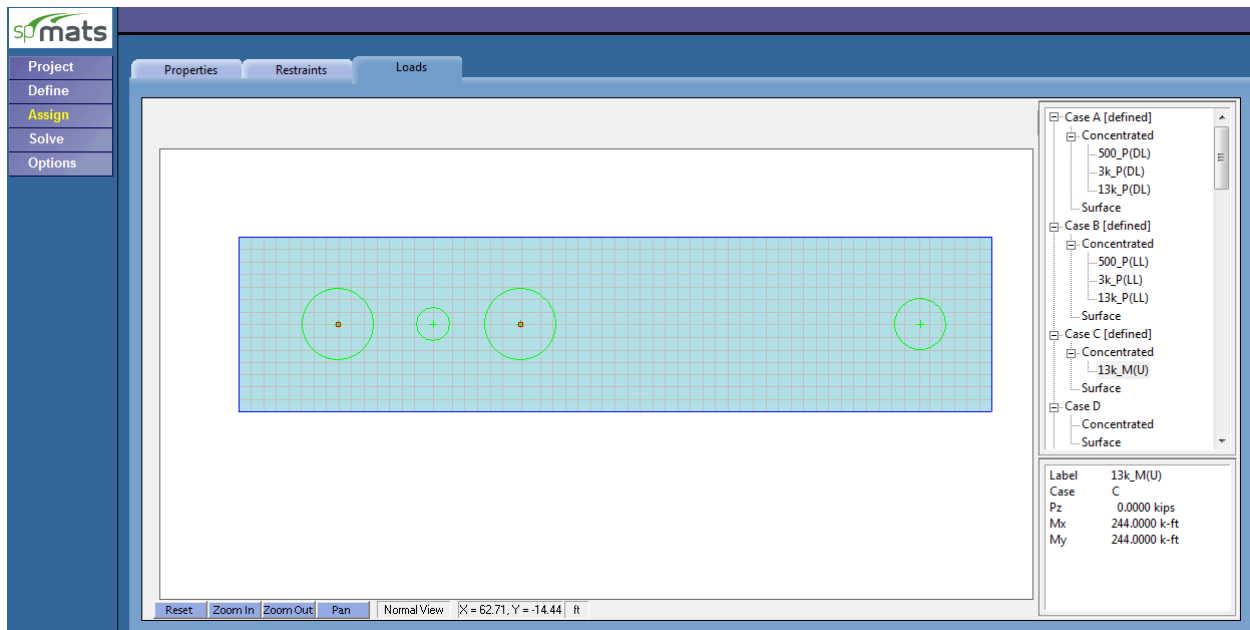 spmats
Project
Define
Assign
Solve
Options
Properties Restraints Loads
Case A [defined]
Concentrated
500_P(DL)
3k_P(DL)
13k_P(DL)
Surface
Case B [defined]
Concentrated
500_P(LL)
3k_P(LL)
13k_P(LL)
Surface
Case C [defined]
Concentrated
13k_M(U)
Surface
Case D
Concentrated
Surface
Label 13k_M(U)
Case C
Pz 0.0000 kips
Mx 244.0000 k-ft
My 244.0000 k-ft
Reset Zoom In Zoom Out Pan Normal View X = 62.71, Y = -14.44 ft